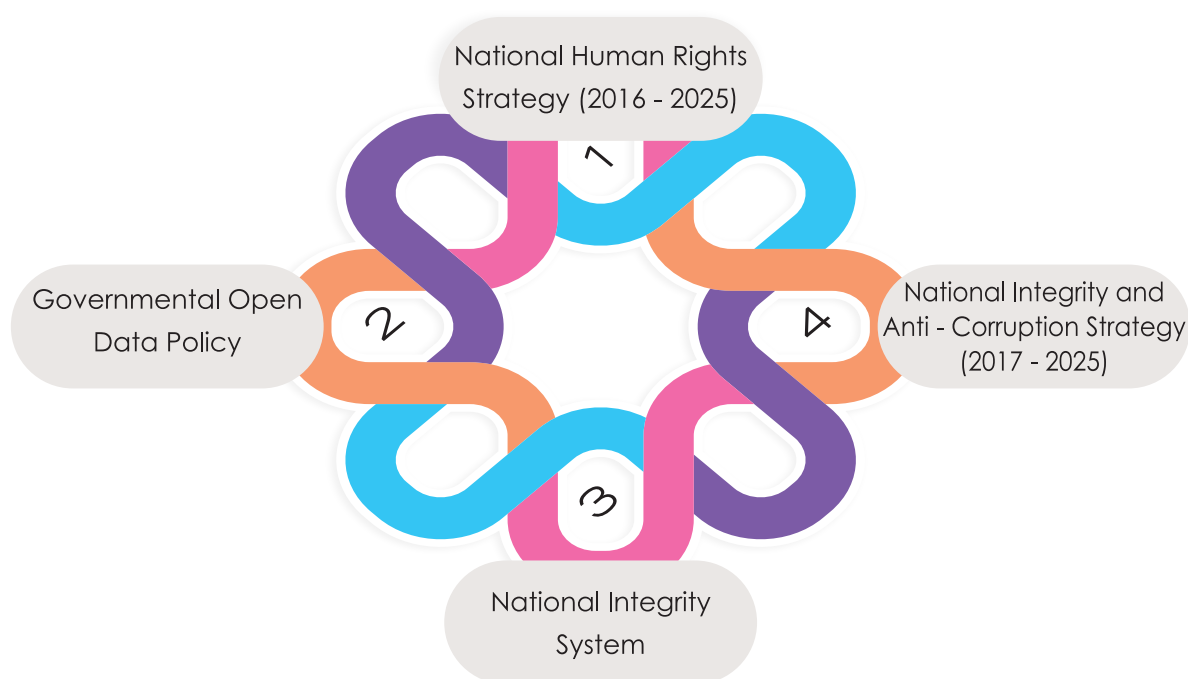 National Human Rights
Strategy (2016 - 2025)
1
Governmental Open
Data Policy
2
4
National Integrity and
Anti - Corruption Strategy
(2017 - 2025)
3
National Integrity
System